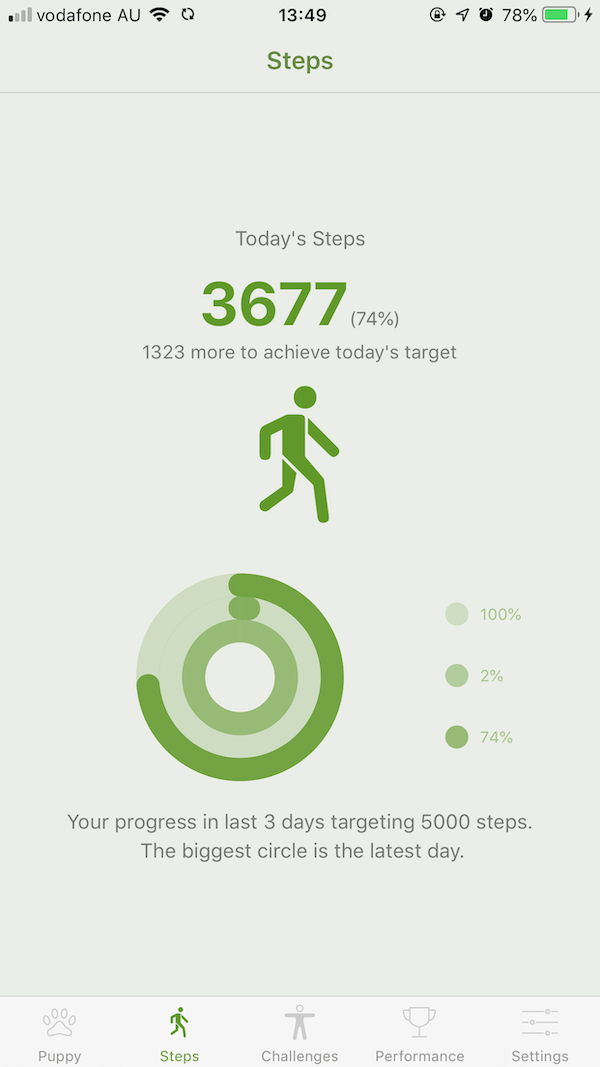 vodafone AU 13:49 78%
Steps
Today's Steps
3677 (74%)
1323 more to achieve today's target
100%
2%
74%
Your progress in last 3 days targeting 5000 steps.
The biggest circle is the latest day.
Puppy Steps Challenges Performance Settings